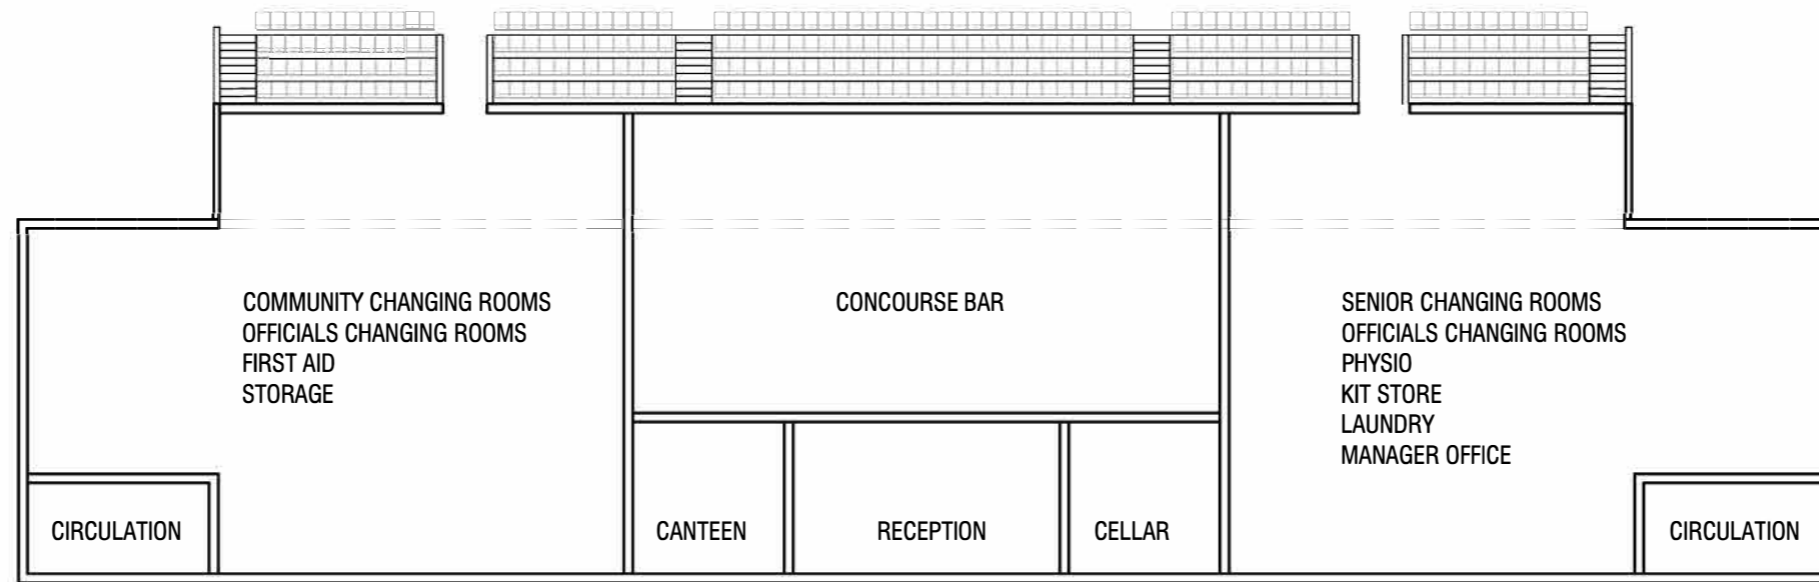 COMMUNITY CHANGING ROOMS
OFFICIALS CHANGING ROOMS
FIRST AID
STORAGE
CONCOURSE BAR
SENIOR CHANGING ROOMS
OFFICIALS CHANGING ROOMS
PHYSIO
KIT STORE
LAUNDRY
MANAGER OFFICE
CIRCULATION
CANTEEN
RECEPTION
CELLAR
CIRCULATION